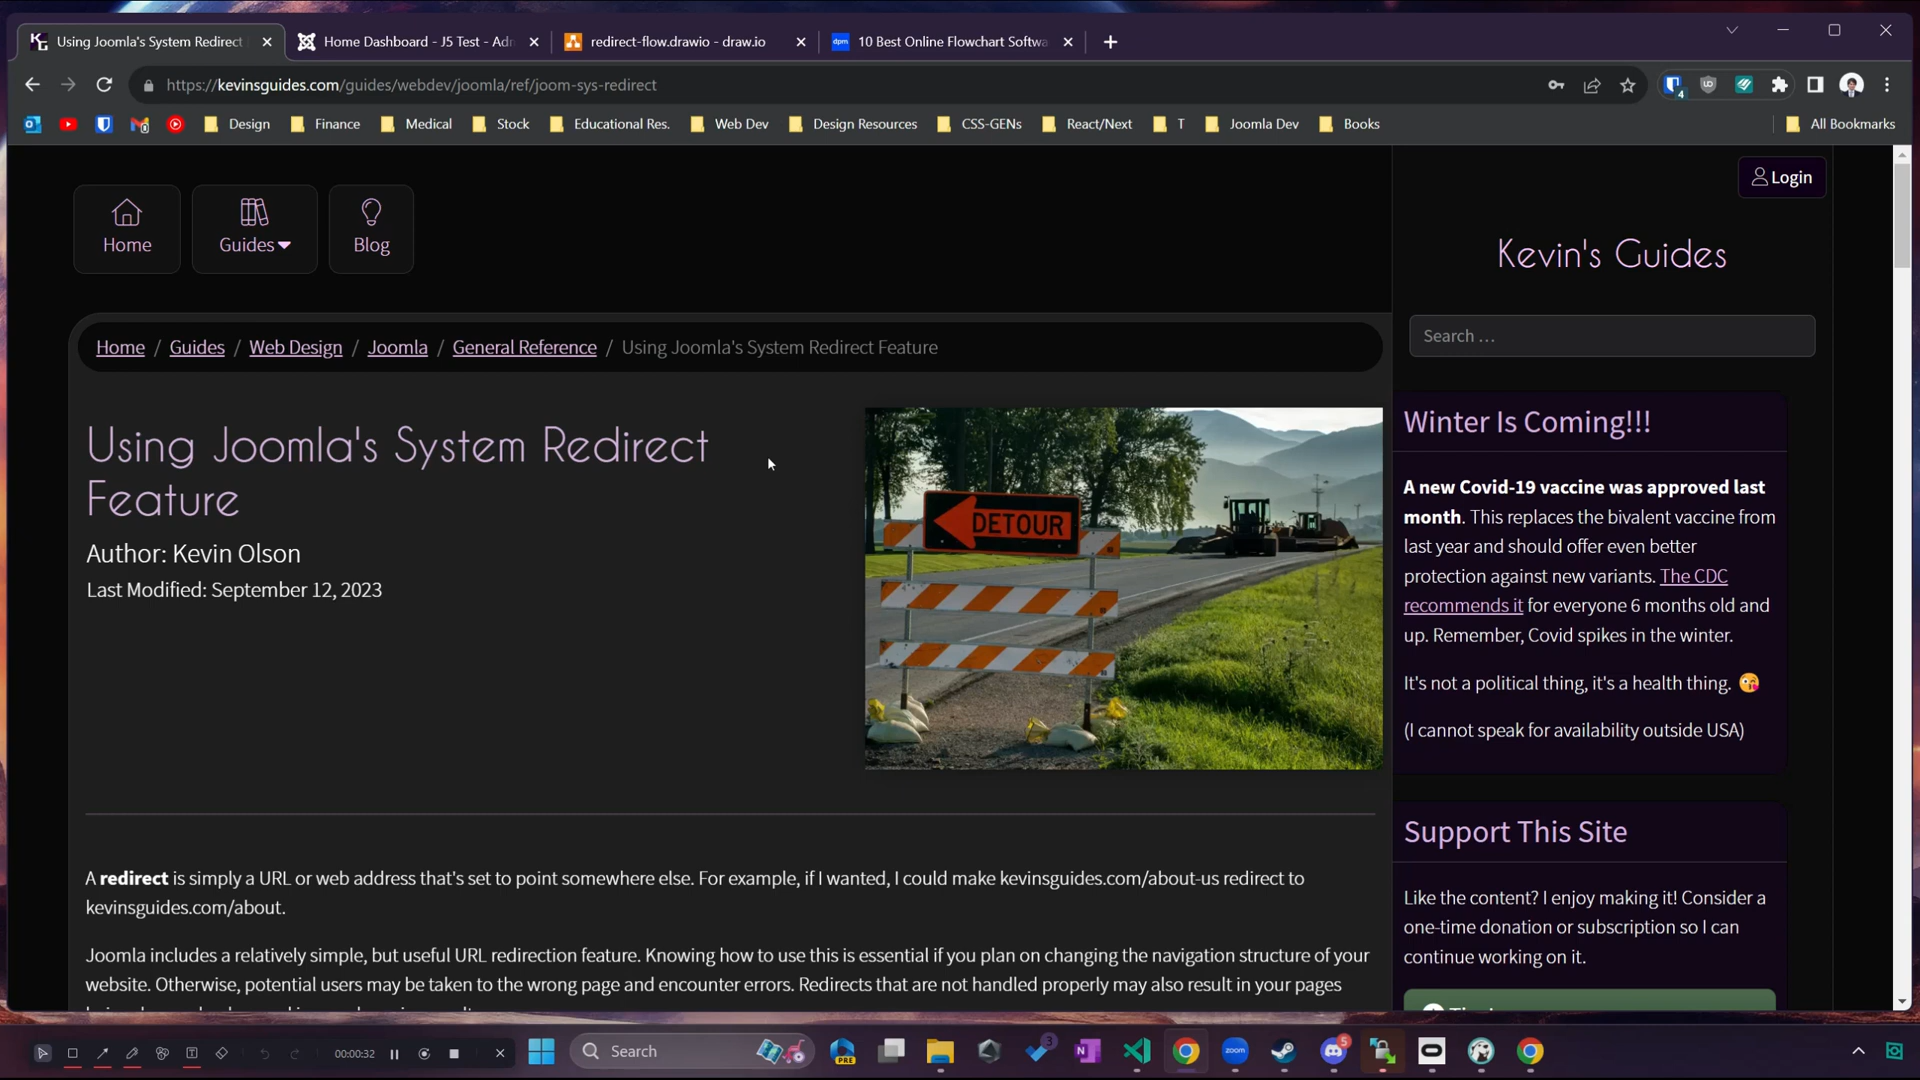 Using Joomla's System Redirect
Home Dashboard - J5 Test - Adm
redirect-flow.drawio - draw.io
dpm
10 Best Online Flowchart Softwa
https://kevinsguides.com/guides/webdev/joomla/ref/joom-sys-redirect
4
Design
Finance
Medical
Stock
Educational Res.
Web Dev
Design Resources
CSS-GENs
React/Next
T
Joomla Dev
Books
All Bookmarks
Home
Guides
Blog
Login
Kevin's Guides
Search …
Home / Guides / Web Design / Joomla / General Reference / Using Joomla's System Redirect Feature
Using Joomla's System Redirect
Feature
Author: Kevin Olson
Last Modified: September 12, 2023
DETOUR
Winter Is Coming!!!
A new Covid-19 vaccine was approved last
month. This replaces the bivalent vaccine from
last year and should offer even better
protection against new variants. The CDC
recommends it for everyone 6 months old and
up. Remember, Covid spikes in the winter.
It's not a political thing, it's a health thing. 😘
(I cannot speak for availability outside USA)
Support This Site
Like the content? I enjoy making it! Consider a
one-time donation or subscription so I can
continue working on it.
A redirect is simply a URL or web address that's set to point somewhere else. For example, if I wanted, I could make kevinsguides.com/about-us redirect to
kevinsguides.com/about.
Joomla includes a relatively simple, but useful URL redirection feature. Knowing how to use this is essential if you plan on changing the navigation structure of your
website. Otherwise, potential users may be taken to the wrong page and encounter errors. Redirects that are not handled properly may also result in your pages
00:00:32
Search
PRE
3
N
zoom
5